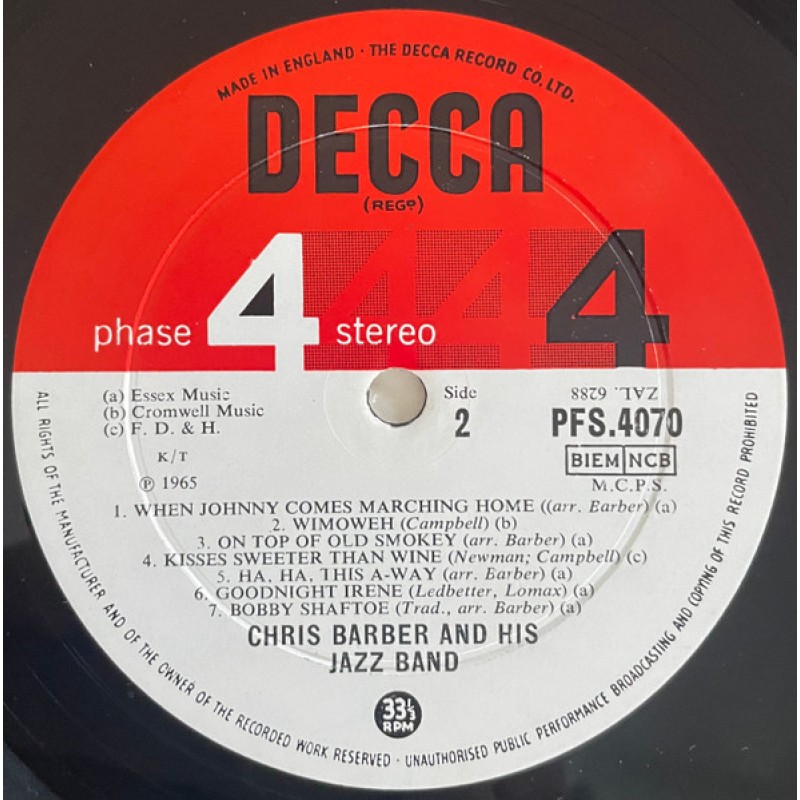 MADE IN ENGLAND · THE DECCA RECORD CO. LTD.
DECCA
(REGD)
phase 4 stereo 4 4 4
(a) Essex Music
(b) Cromwell Music
(c) F. D. & H.
K/T
℗ 1965
Side
2
ZAL. 6288
PFS.4070
BIEM NCB
M.C.P.S.
1. WHEN JOHNNY COMES MARCHING HOME ((arr. Barber) (a)
2. WIMOWEH (Campbell) (b)
3. ON TOP OF OLD SMOKEY (arr. Barber) (a)
4. KISSES SWEETER THAN WINE (Newman; Campbell) (c)
5. HA, HA, THIS A-WAY (arr. Barber) (a)
6. GOODNIGHT IRENE (Ledbetter, Lomax) (a)
7. BOBBY SHAFTOE (Trad., arr. Barber) (a)
CHRIS BARBER AND HIS
JAZZ BAND
33⅓
RPM
ALL RIGHTS OF THE MANUFACTURER AND OF THE OWNER OF THE RECORDED WORK RESERVED · UNAUTHORISED PUBLIC PERFORMANCE BROADCASTING AND COPYING OF THIS RECORD PROHIBITED